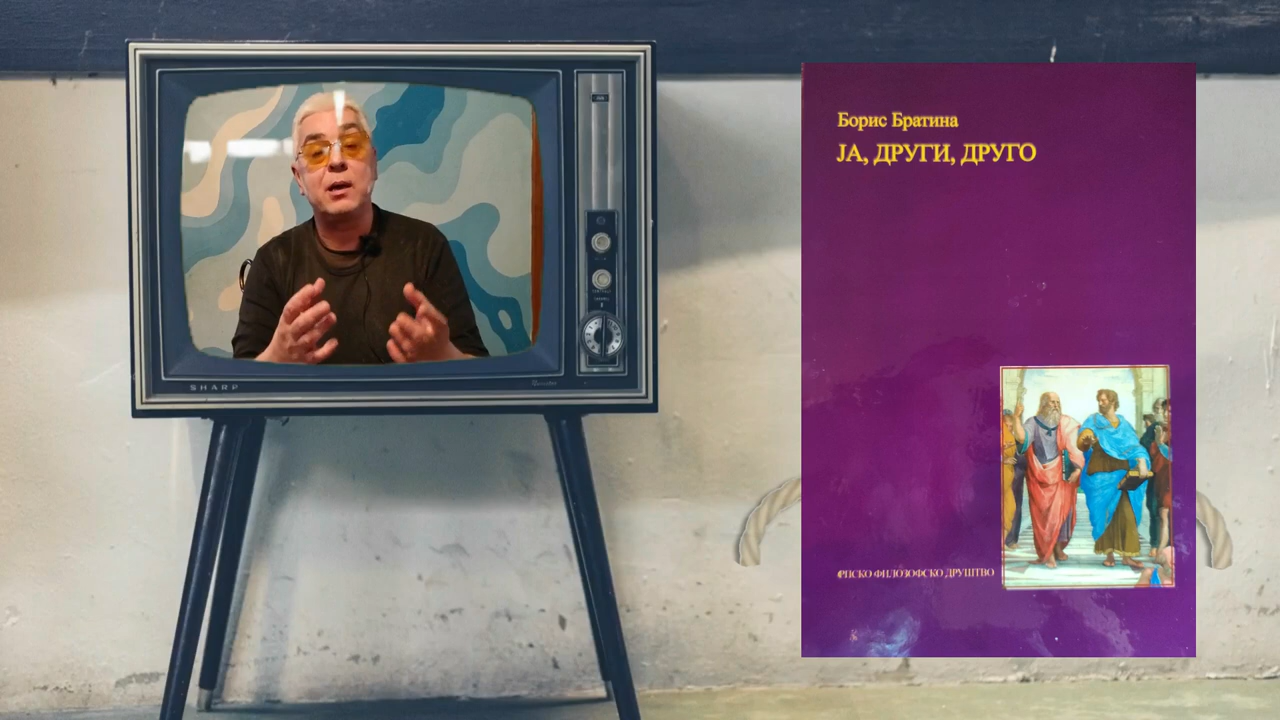 SHARP
Борис Братина
ЈА, ДРУГИ, ДРУГО
СРПСКО ФИЛОЗОФСКО ДРУШТВО